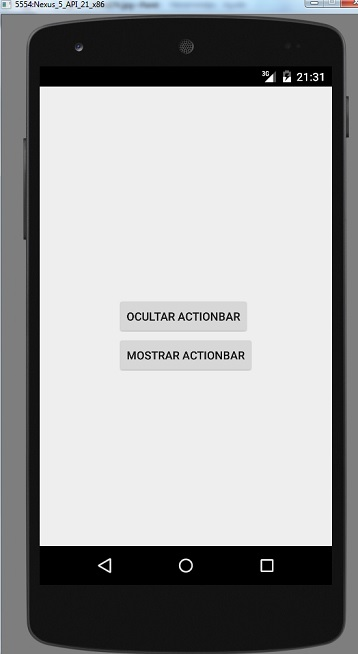 5554:Nexus_5_API_21_x86
3G 21:31
OCULTAR ACTIONBAR
MOSTRAR ACTIONBAR